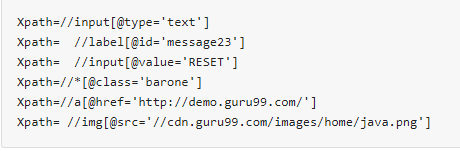 Xpath=//input[@type='text']
Xpath=  //label[@id='message23']
Xpath=  //input[@value='RESET']
Xpath=//*[@class='barone']
Xpath=//a[@href='http://demo.guru99.com/']
Xpath= //img[@src='//cdn.guru99.com/images/home/java.png']